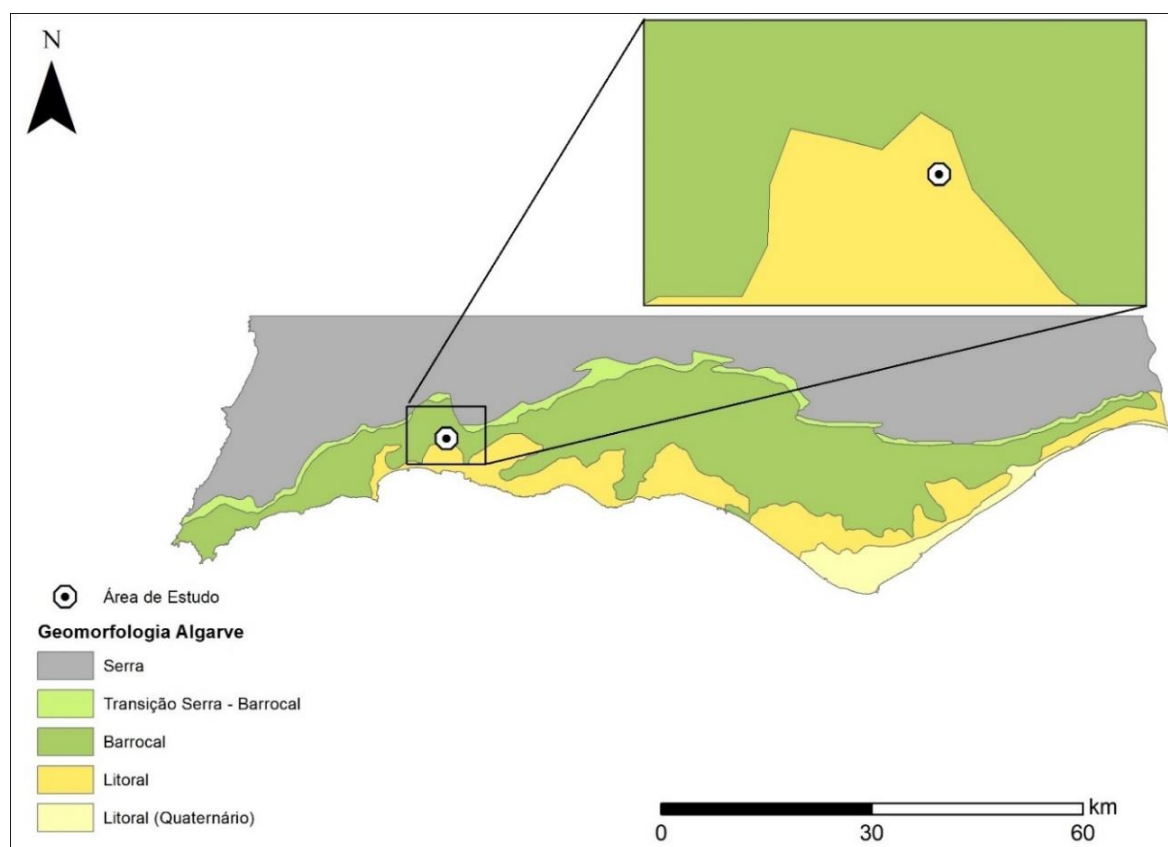 N
Área de Estudo
Geomorfologia Algarve
Serra
Transição Serra - Barrocal
Barrocal
Litoral
Litoral (Quaternário)
km
0 30 60